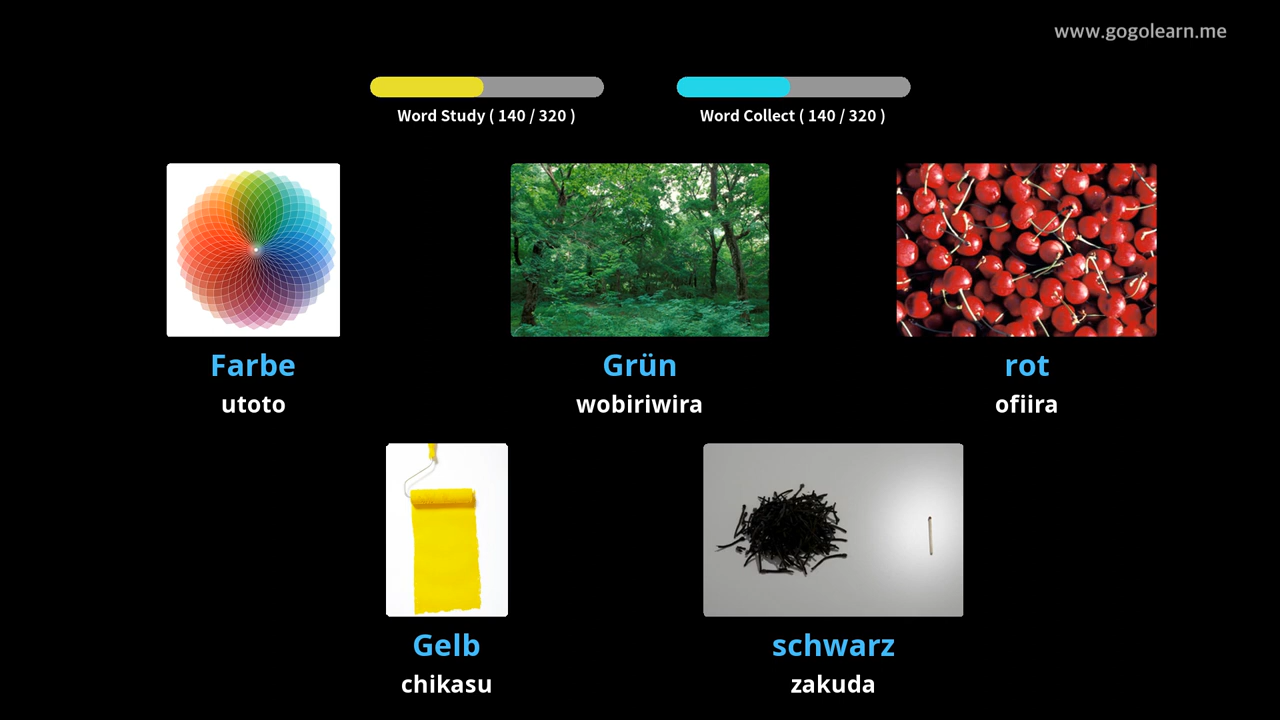 www.gogolearn.me
Word Study ( 140 / 320 )
Word Collect ( 140 / 320 )
Farbe
utoto
Grün
wobiriwira
rot
ofiira
Gelb
chikasu
schwarz
zakuda